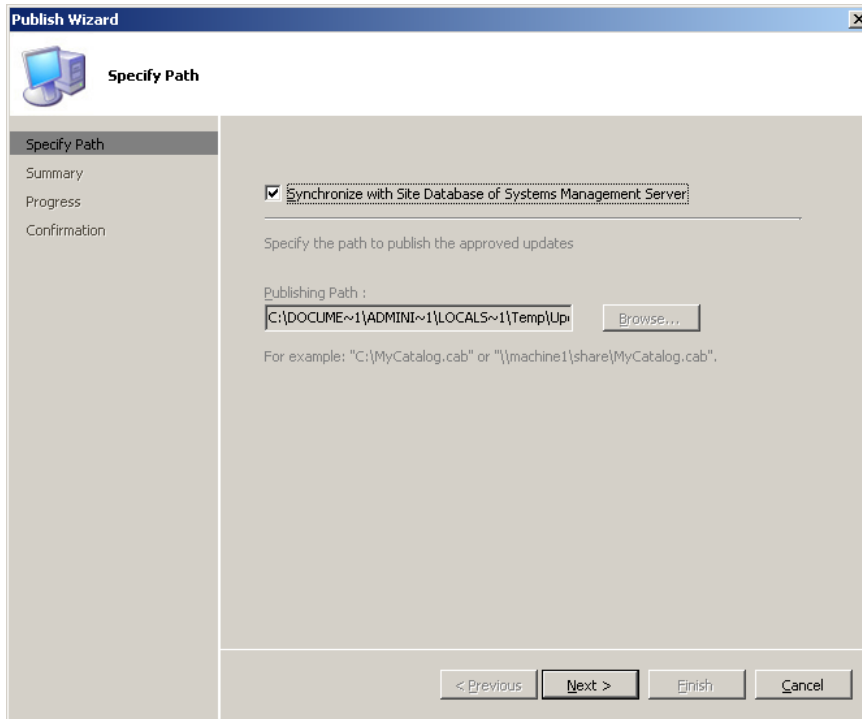 Publish Wizard
Specify Path
Specify Path
Summary
Progress
Confirmation
Synchronize with Site Database of Systems Management Server
Specify the path to publish the approved updates
Publishing Path :
C:\DOCUME~1\ADMINI~1\LOCALS~1\Temp\Up
Browse...
For example: "C:\MyCatalog.cab" or "\\machine1\share\MyCatalog.cab".
< Previous
Next >
Finish
Cancel